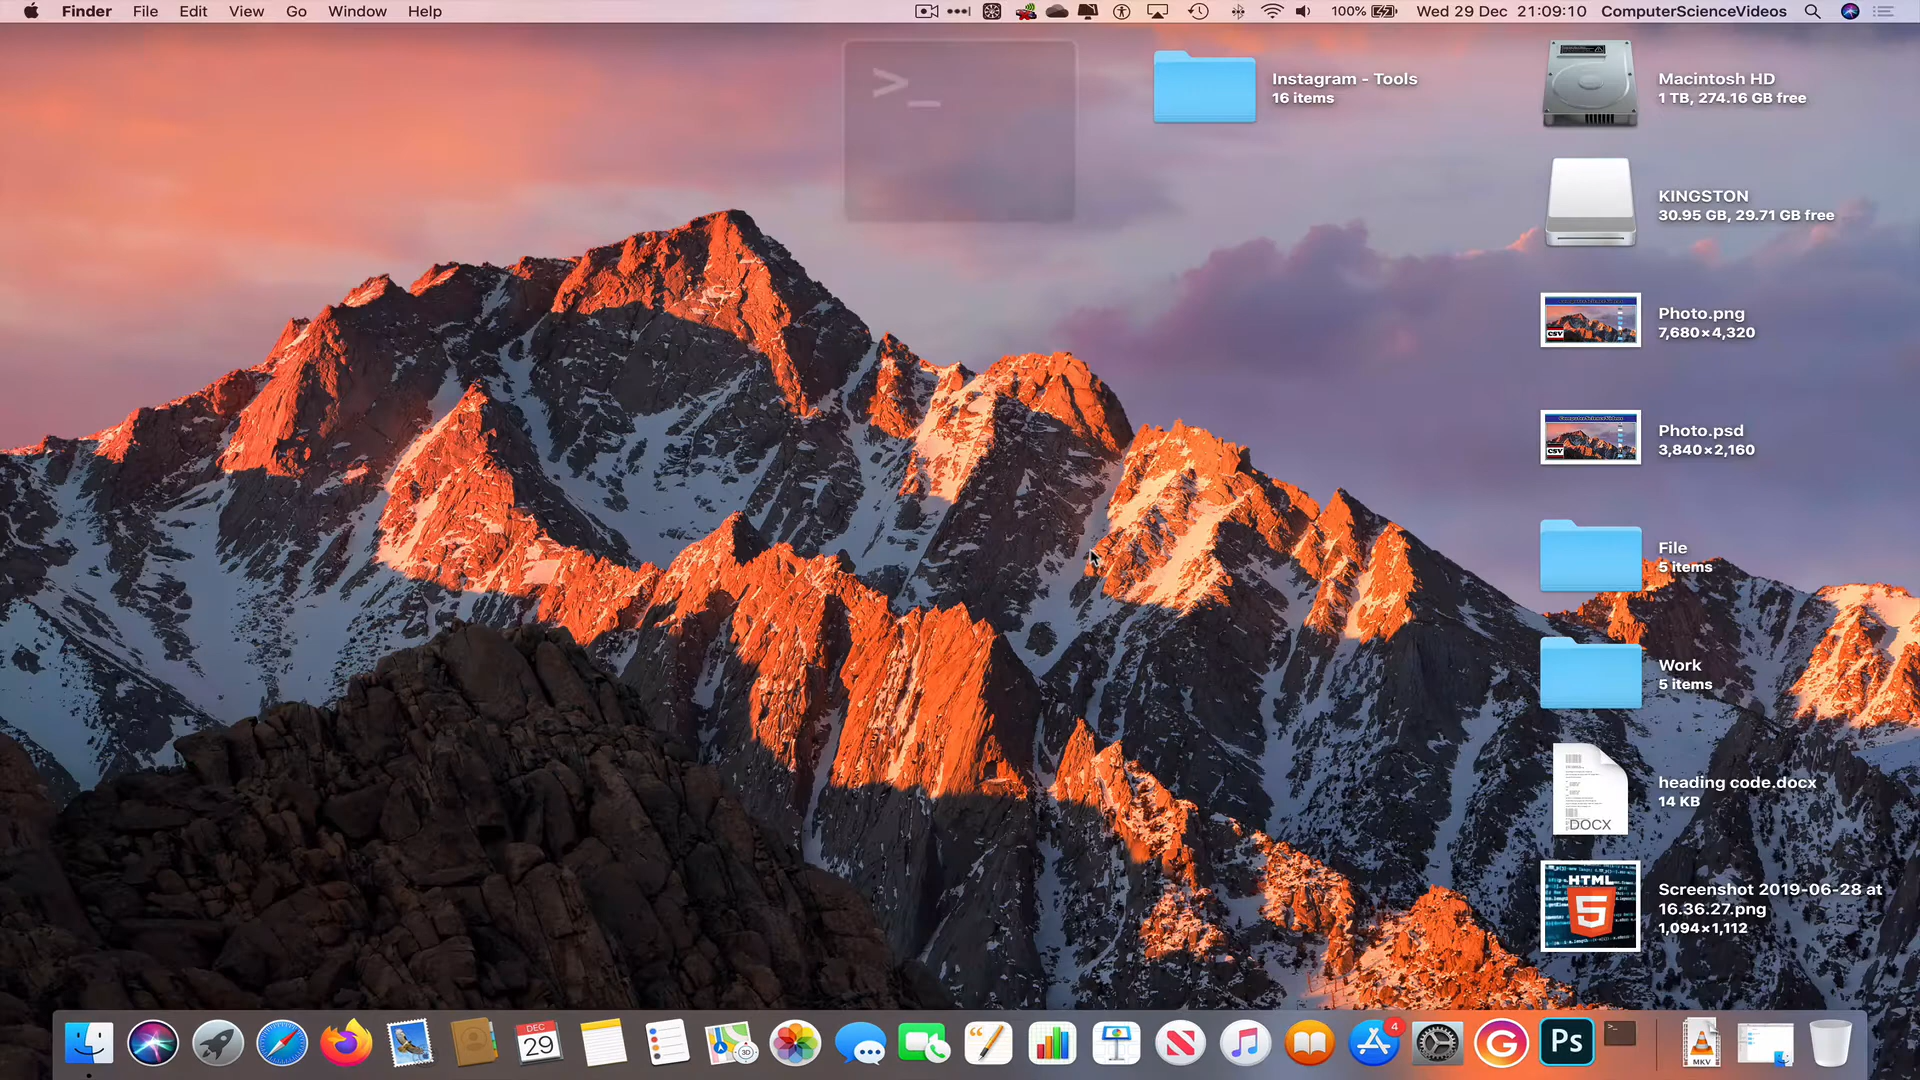 Finder File Edit View Go Window Help 100% Wed 29 Dec 21:09:10 ComputerScienceVideos
>_
Instagram - Tools
16 items
Macintosh HD
1 TB, 274.16 GB free
KINGSTON
30.95 GB, 29.71 GB free
Photo.png
7,680×4,320
CSV
Photo.psd
3,840×2,160
CSV
File
5 items
Work
5 items
heading code.docx
14 KB
DOCX
HTML
5
Screenshot 2019-06-28 at
16.36.27.png
1,094×1,112
DEC
29
3D
4
Ps
MKV